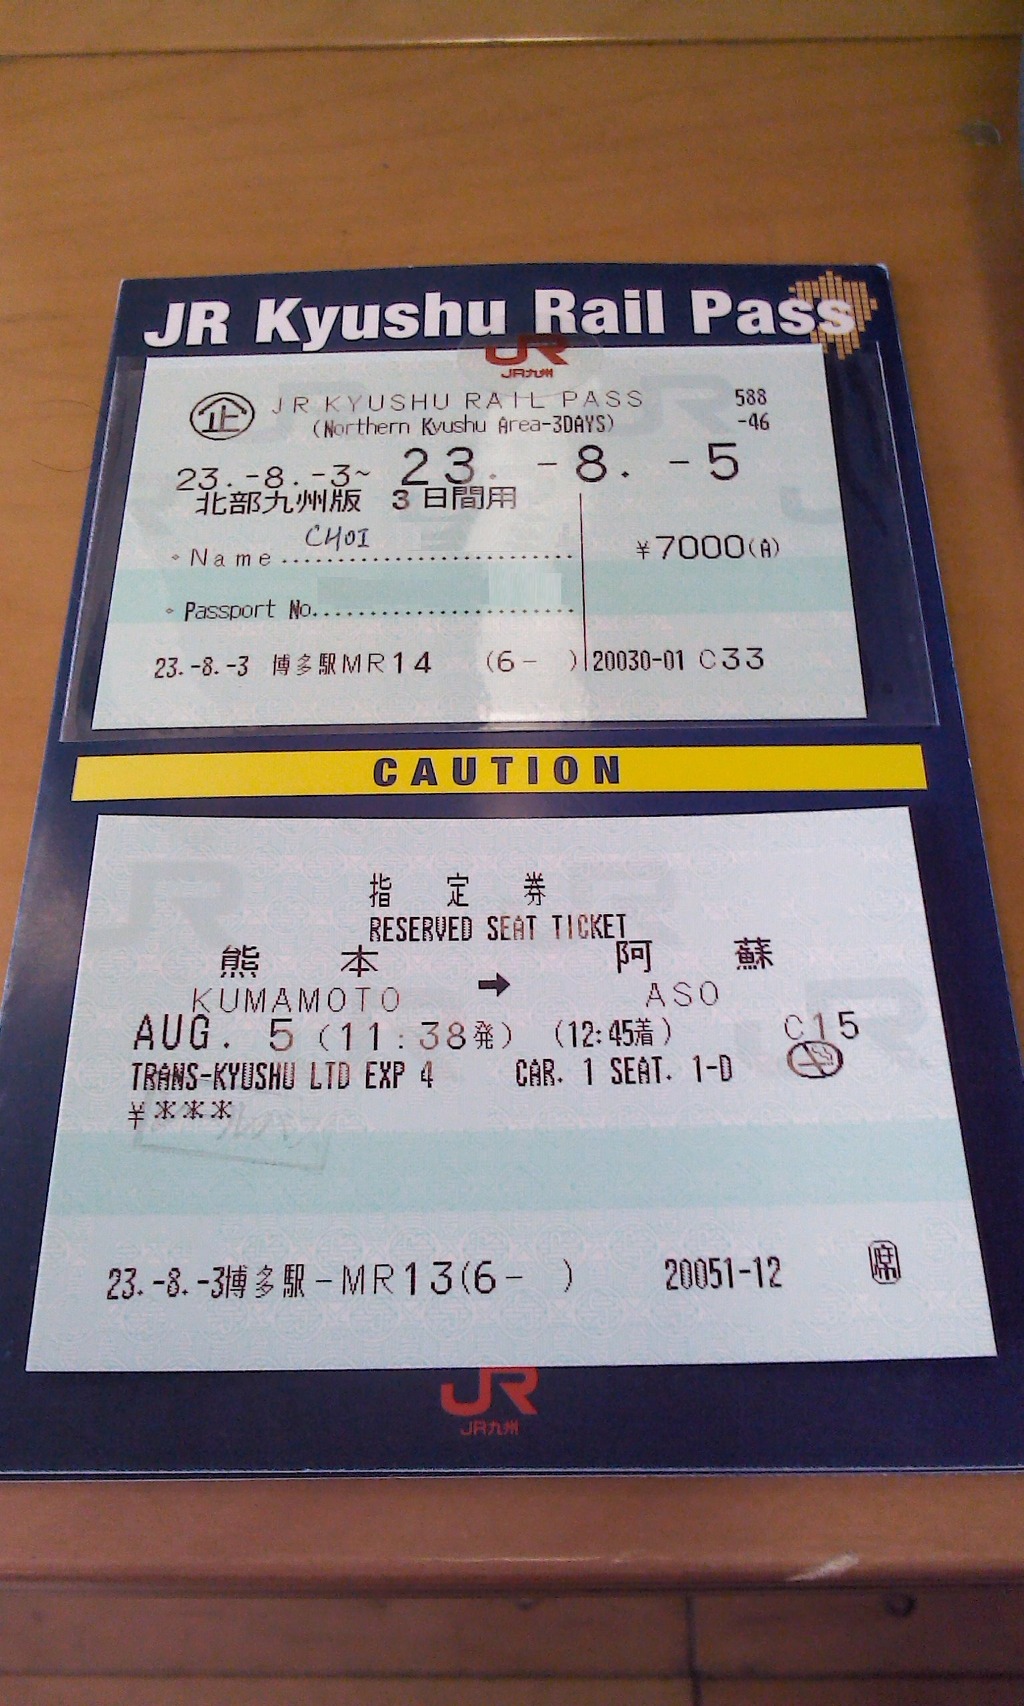 JR Kyushu Rail Pass
JR
JR九州
企 JR KYUSHU RAIL PASS 588
(Northern Kyushu Area-3DAYS) -46
23.-8.-3~ 23.-8.-5
北部九州版 3日間用
Name CHOI ¥7000(A)
Passport No.
23.-8.-3 博多駅MR14 (6- ) 20030-01 C33
CAUTION
指定券
RESERVED SEAT TICKET
熊本 → 阿蘇
KUMAMOTO ASO
AUG. 5 (11:38発) (12:45着) C15
TRANS-KYUSHU LTD EXP 4 CAR. 1 SEAT. 1-D
¥***
23.-8.-3博多駅-MR13(6- ) 20051-12 席
JR
JR九州